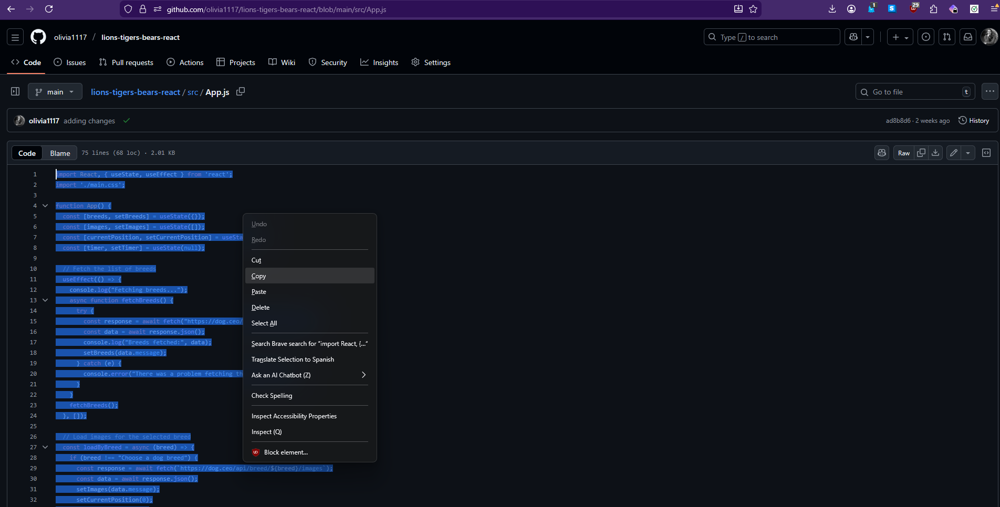 github.com/olivia1117/lions-tigers-bears-react/blob/main/src/App.js
1
S
29
olivia1117 / lions-tigers-bears-react
Type / to search
Code Issues Pull requests Actions Projects Wiki Security Insights Settings
main lions-tigers-bears-react / src / App.js Go to file t
olivia1117 adding changes ad8b8d6 · 2 weeks ago History
Code Blame 75 lines (68 loc) · 2.01 KB Raw
1 import React, { useState, useEffect } from 'react';
2 import './main.css';
3
4 function App() {
5 const [breeds, setBreeds] = useState({});
6 const [images, setImages] = useState([]);
7 const [currentPosition, setCurrentPosition] = useSta
8 const [timer, setTimer] = useState(null);
9
10 // Fetch the list of breeds
11 useEffect(() => {
12 console.log("Fetching breeds...");
13 async function fetchBreeds() {
14 try {
15 const response = await fetch("https://dog.ceo/
16 const data = await response.json();
17 console.log("Breeds fetched:", data);
18 setBreeds(data.message);
19 } catch (e) {
20 console.error("There was a problem fetching th
21 }
22 }
23 fetchBreeds();
24 }, []);
25
26 // Load images for the selected breed
27 const loadByBreed = async (breed) => {
28 if (breed !== "Choose a dog breed") {
29 const response = await fetch(`https://dog.ceo/api/breed/${breed}/images`);
30 const data = await response.json();
31 setImages(data.message);
32 setCurrentPosition(0);
Undo
Redo
Cut
Copy
Paste
Delete
Select All
Search Brave search for “import React, {...”
Translate Selection to Spanish
Ask an AI Chatbot (Z)
Check Spelling
Inspect Accessibility Properties
Inspect (Q)
Block element...